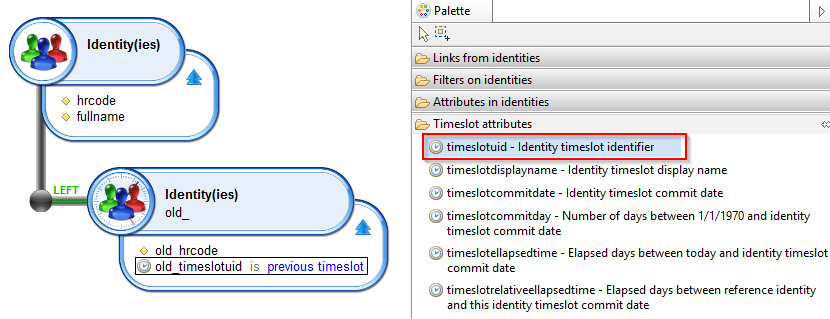 Identity(ies)
hrcode
fullname
LEFT
Identity(ies)
old_
old_hrcode
old_timeslotuid is previous timeslot
Palette
Links from identities
Filters on identities
Attributes in identities
Timeslot attributes
timeslotuid - Identity timeslot identifier
timeslotdisplayname - Identity timeslot display name
timeslotcommitdate - Identity timeslot commit date
timeslotcommitday - Number of days between 1/1/1970 and identity
timeslot commit date
timeslotellapsedtime - Elapsed days between today and identity timeslot
commit date
timeslotrelativeellapsedtime - Elapsed days between reference identity
and this identity timeslot commit date